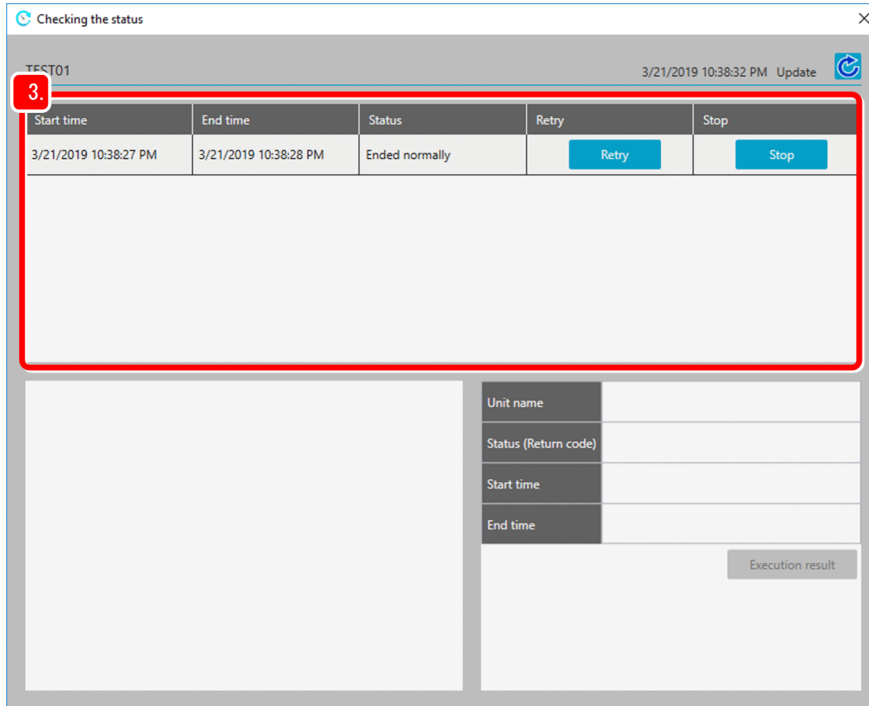 Checking the status
TEST01 3/21/2019 10:38:32 PM Update
3.
Start time End time Status Retry Stop
3/21/2019 10:38:27 PM 3/21/2019 10:38:28 PM Ended normally Retry Stop
Unit name
Status (Return code)
Start time
End time
Execution result